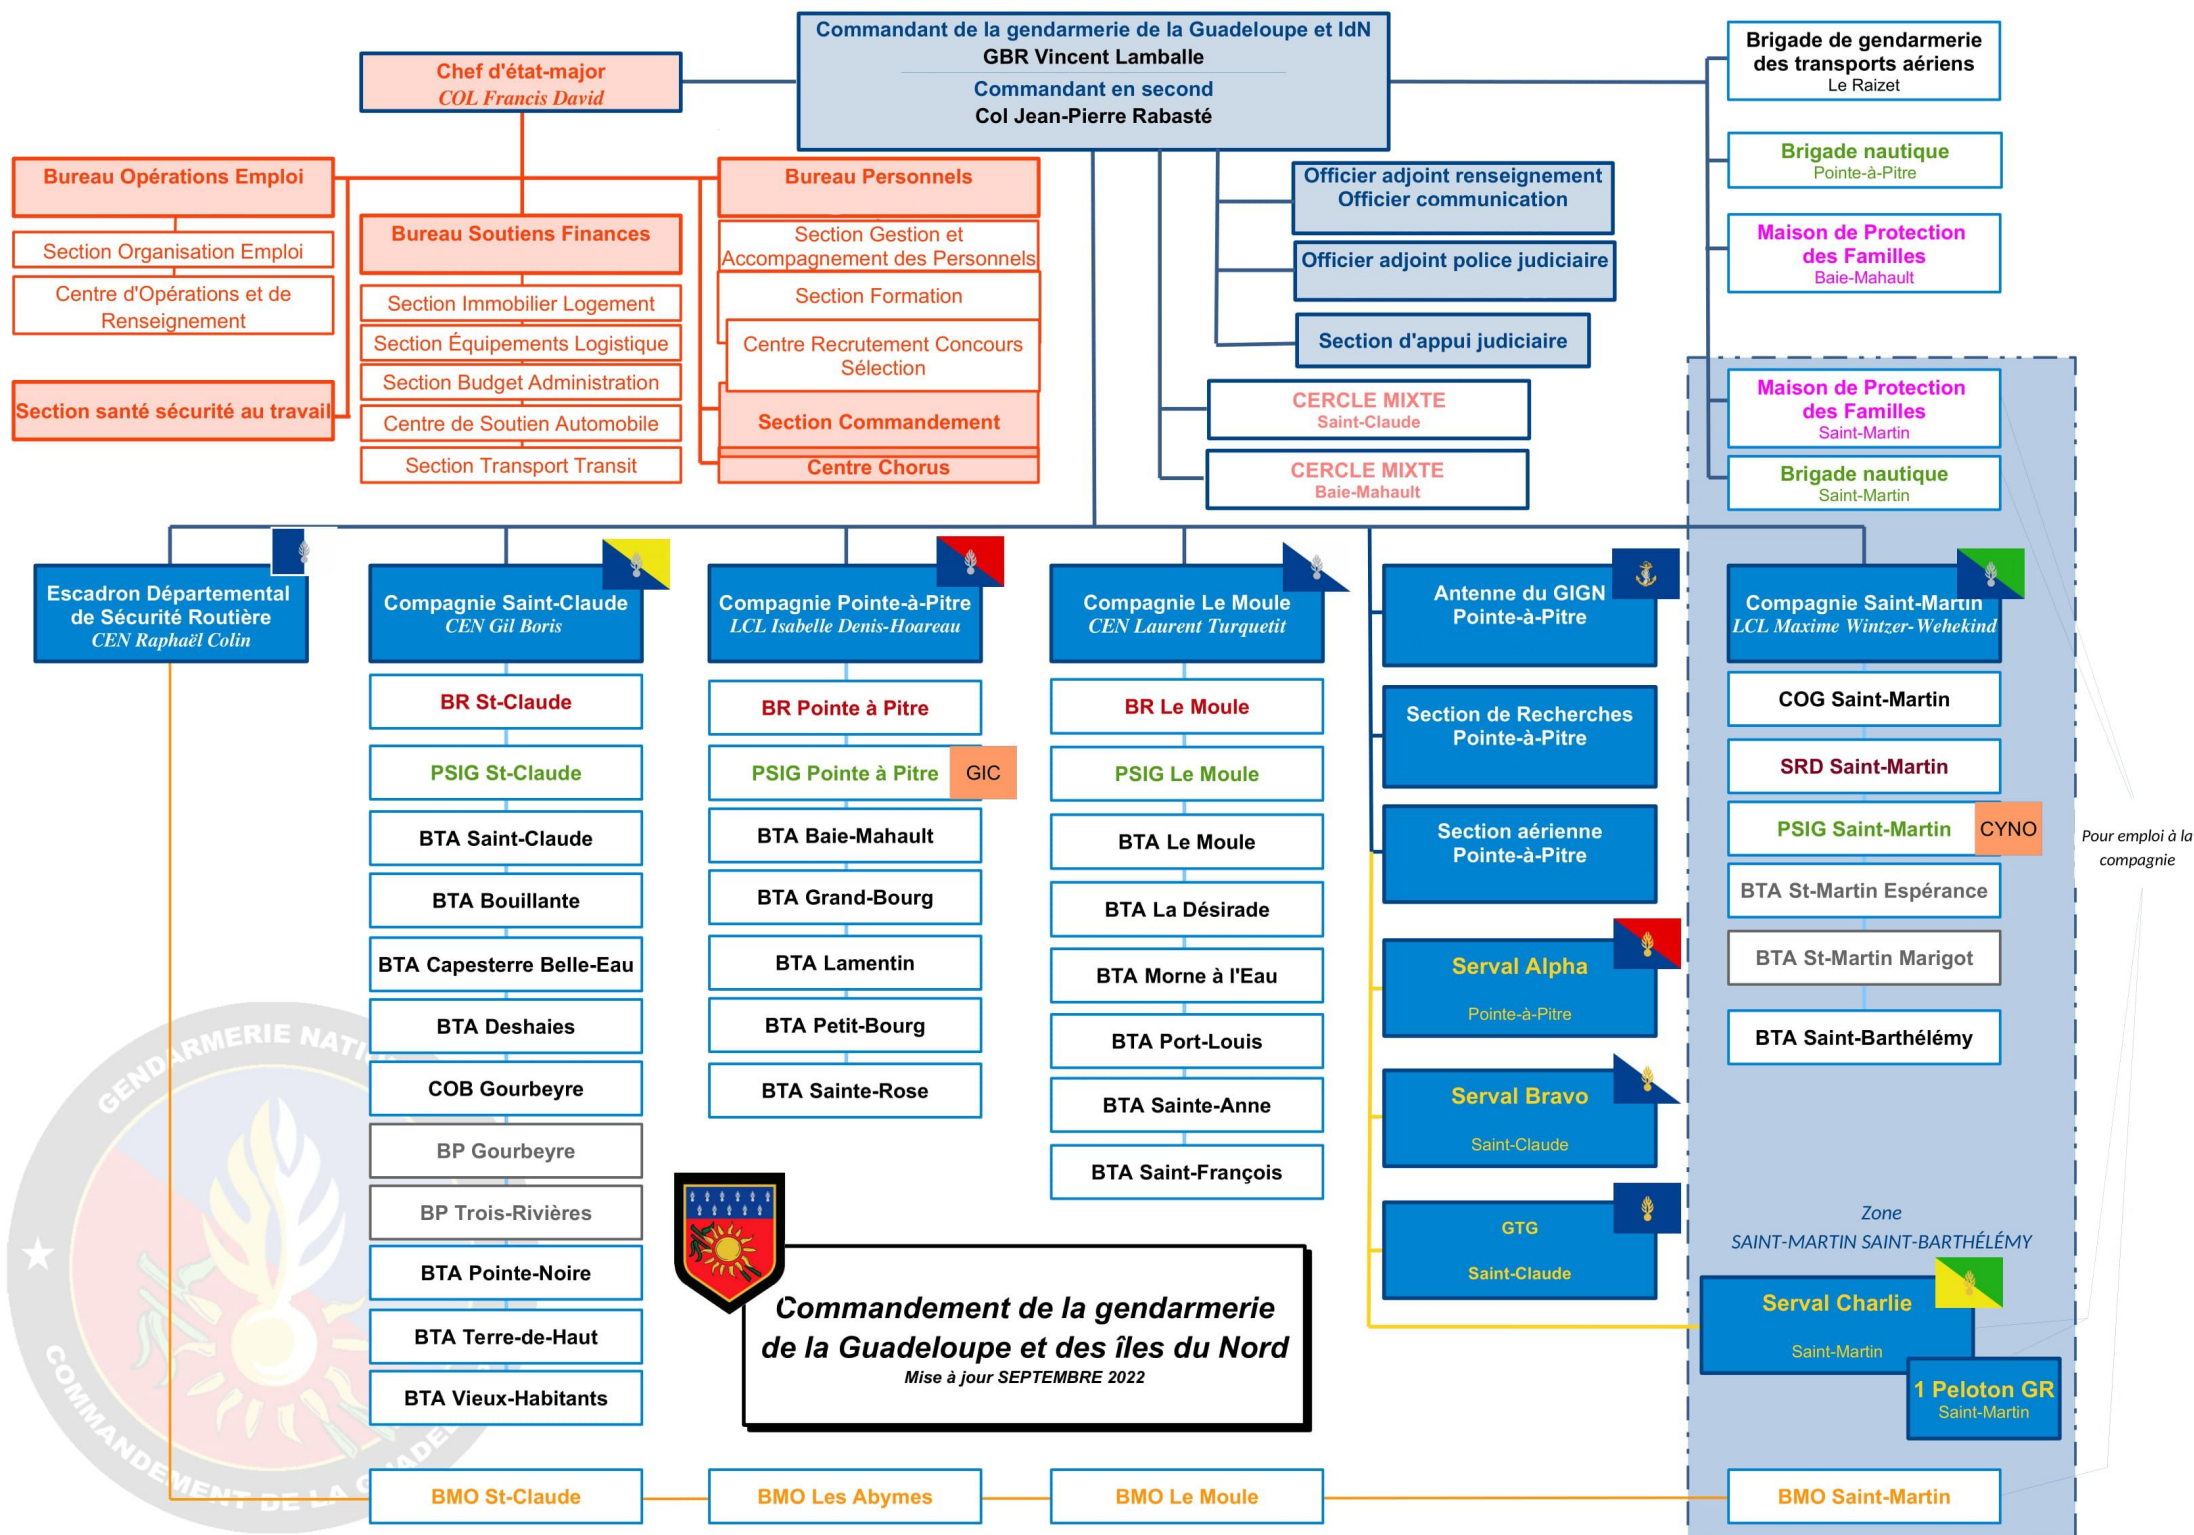 Commandant de la gendarmerie de la Guadeloupe et IdN
GBR Vincent Lamballe
Commandant en second
Col Jean-Pierre Rabasté
Chef d'état-major
COL Francis David
Bureau Opérations Emploi
Section Organisation Emploi
Centre d'Opérations et de
Renseignement
Section santé sécurité au travail
Bureau Soutiens Finances
Section Immobilier Logement
Section Équipements Logistique
Section Budget Administration
Centre de Soutien Automobile
Section Transport Transit
Bureau Personnels
Section Gestion et
Accompagnement des Personnels
Section Formation
Centre Recrutement Concours
Sélection
Section Commandement
Centre Chorus
Officier adjoint renseignement
Officier communication
Officier adjoint police judiciaire
Section d'appui judiciaire
CERCLE MIXTE
Saint-Claude
CERCLE MIXTE
Baie-Mahault
Brigade de gendarmerie
des transports aériens
Le Raizet
Brigade nautique
Pointe-à-Pitre
Maison de Protection
des Familles
Baie-Mahault
Maison de Protection
des Familles
Saint-Martin
Brigade nautique
Saint-Martin
Escadron Départemental
de Sécurité Routière
CEN Raphaël Colin
Compagnie Saint-Claude
CEN Gil Boris
BR St-Claude
PSIG St-Claude
BTA Saint-Claude
BTA Bouillante
BTA Capesterre Belle-Eau
BTA Deshaies
COB Gourbeyre
BP Gourbeyre
BP Trois-Rivières
BTA Pointe-Noire
BTA Terre-de-Haut
BTA Vieux-Habitants
Compagnie Pointe-à-Pitre
LCL Isabelle Denis-Hoareau
BR Pointe à Pitre
PSIG Pointe à Pitre
GIC
BTA Baie-Mahault
BTA Grand-Bourg
BTA Lamentin
BTA Petit-Bourg
BTA Sainte-Rose
Compagnie Le Moule
CEN Laurent Turquetit
BR Le Moule
PSIG Le Moule
BTA Le Moule
BTA La Désirade
BTA Morne à l'Eau
BTA Port-Louis
BTA Sainte-Anne
BTA Saint-François
Antenne du GIGN
Pointe-à-Pitre
Section de Recherches
Pointe-à-Pitre
Section aérienne
Pointe-à-Pitre
Serval Alpha
Pointe-à-Pitre
Serval Bravo
Saint-Claude
GTG
Saint-Claude
Compagnie Saint-Martin
LCL Maxime Wintzer-Wehekind
COG Saint-Martin
SRD Saint-Martin
PSIG Saint-Martin
CYNO
BTA St-Martin Espérance
BTA St-Martin Marigot
BTA Saint-Barthélémy
Pour emploi à la
compagnie
Zone
SAINT-MARTIN SAINT-BARTHÉLÉMY
Serval Charlie
Saint-Martin
1 Peloton GR
Saint-Martin
Commandement de la gendarmerie
de la Guadeloupe et des îles du Nord
Mise à jour SEPTEMBRE 2022
BMO St-Claude
BMO Les Abymes
BMO Le Moule
BMO Saint-Martin
GENDARMERIE
COMMANDEMENT DE LA